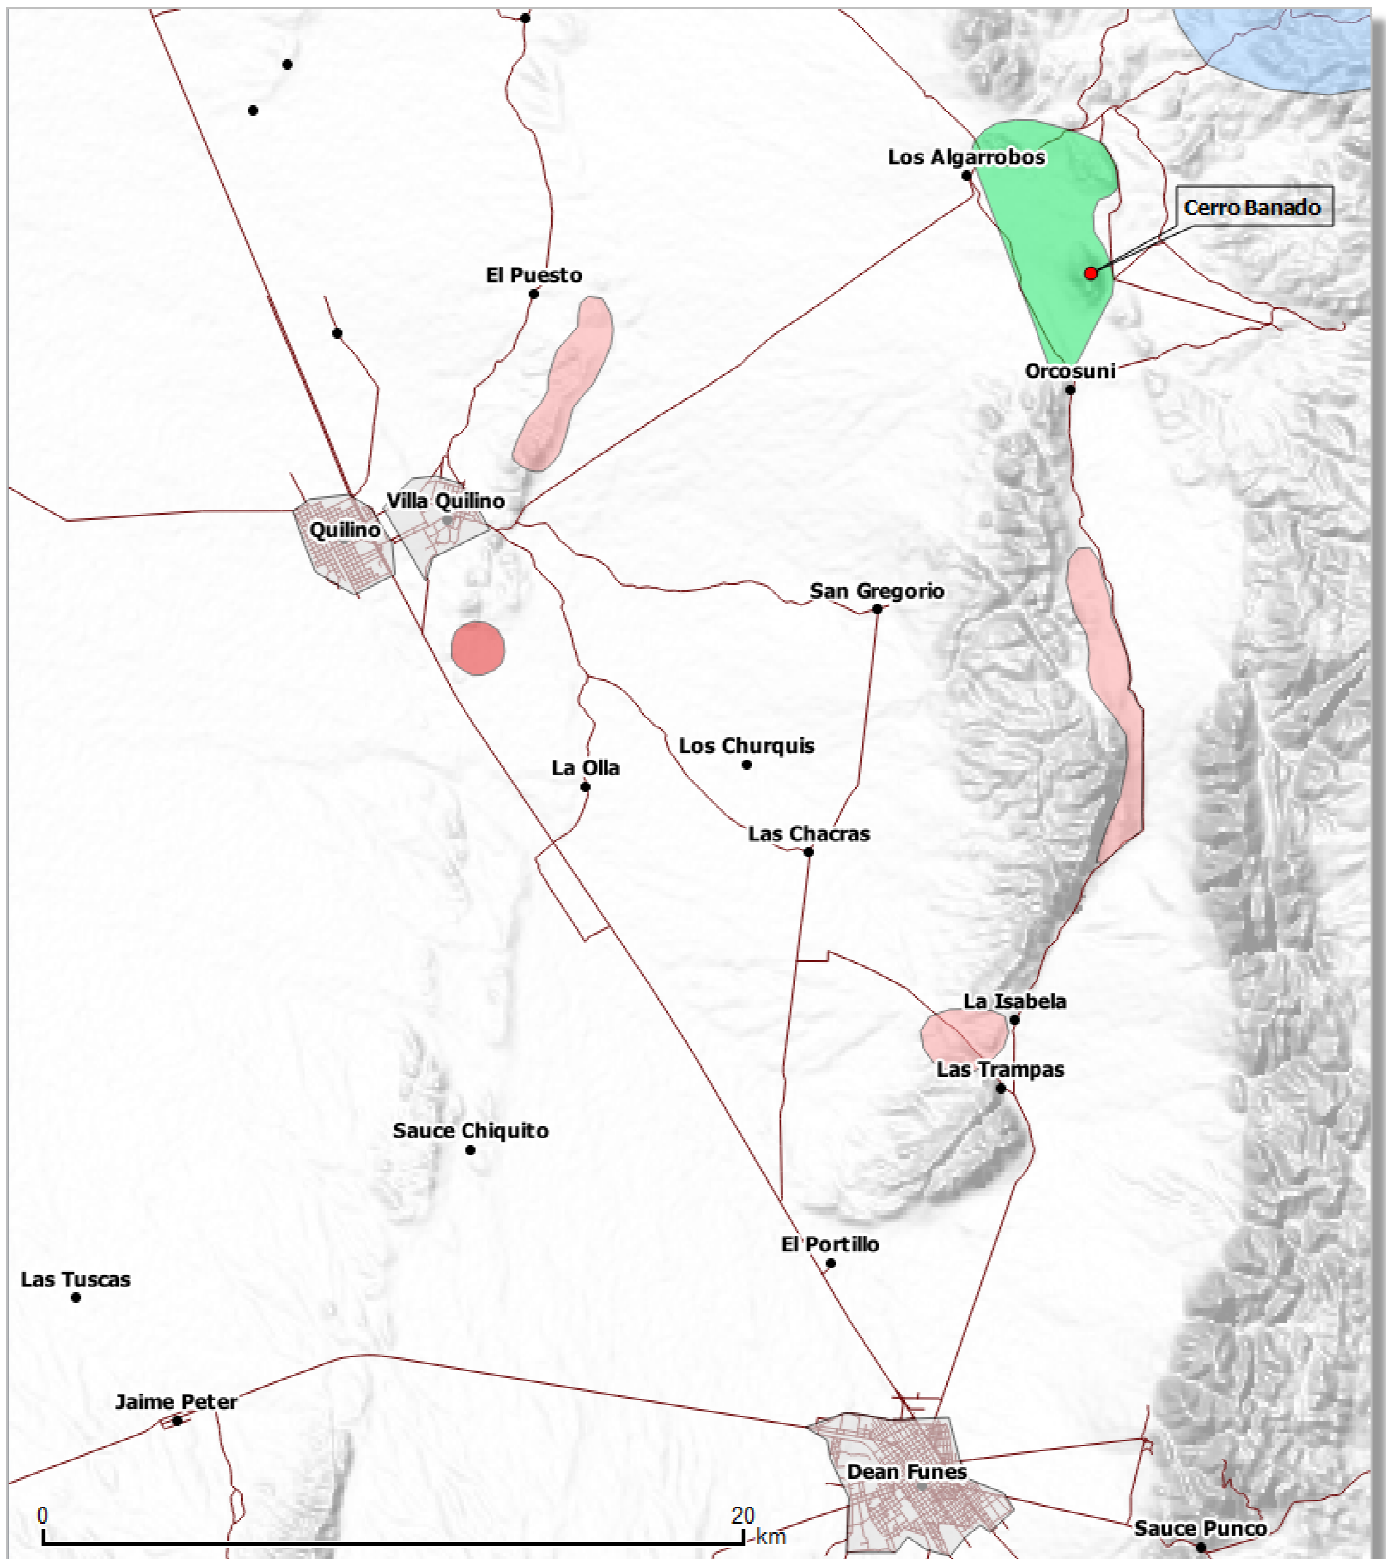 Los Algarrobos
Cerro Banado
El Puesto
Orcosuni
Villa Quilino
Quilino
San Gregorio
Los Churquis
La Olla
Las Chacras
La Isabela
Las Trampas
Sauce Chiquito
El Portillo
Las Tuscas
Jaime Peter
Dean Funes
0 20
km
Sauce Punco